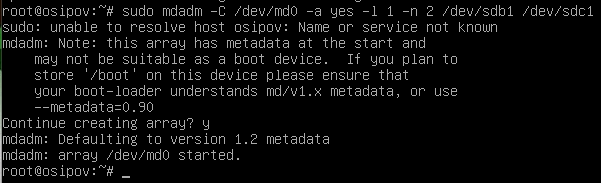 root@osipov:~# sudo mdadm -C /dev/md0 -a yes -l 1 -n 2 /dev/sdb1 /dev/sdc1
sudo: unable to resolve host osipov: Name or service not known
mdadm: Note: this array has metadata at the start and
    may not be suitable as a boot device.  If you plan to
    store '/boot' on this device please ensure that
    your boot-loader understands md/v1.x metadata, or use
    --metadata=0.90
Continue creating array? y
mdadm: Defaulting to version 1.2 metadata
mdadm: array /dev/md0 started.
root@osipov:~# _